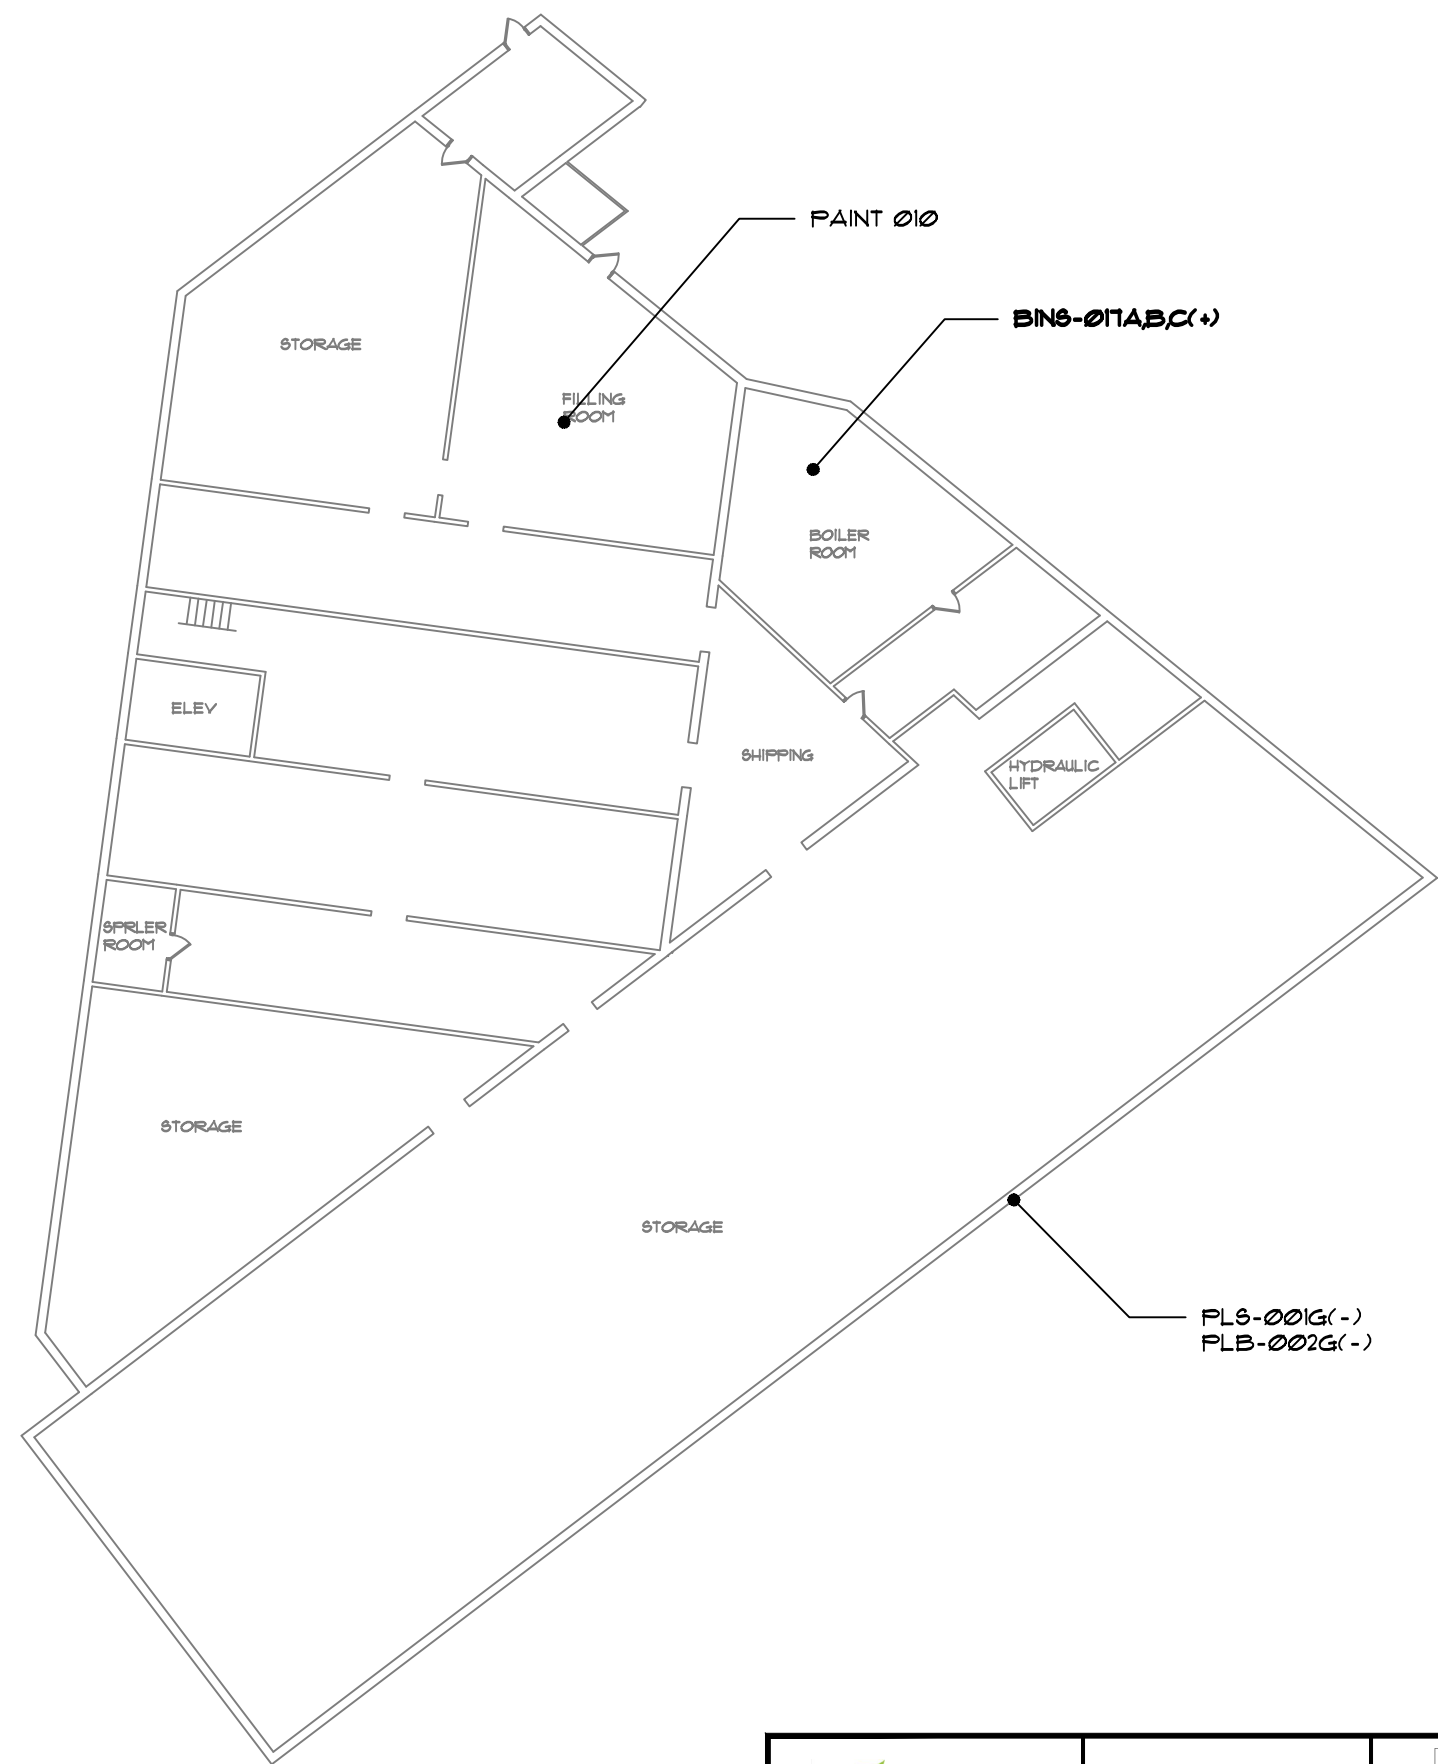 PAINT Ø1Ø
BINS-Ø17A,B,C(+)
STORAGE
FILLING
ROOM
BOILER
ROOM
ELEV
SHIPPING
HYDRAULIC
LIFT
SPRLER
ROOM
STORAGE
STORAGE
PLS-ØØ1G(-)
PLB-ØØ2G(-)